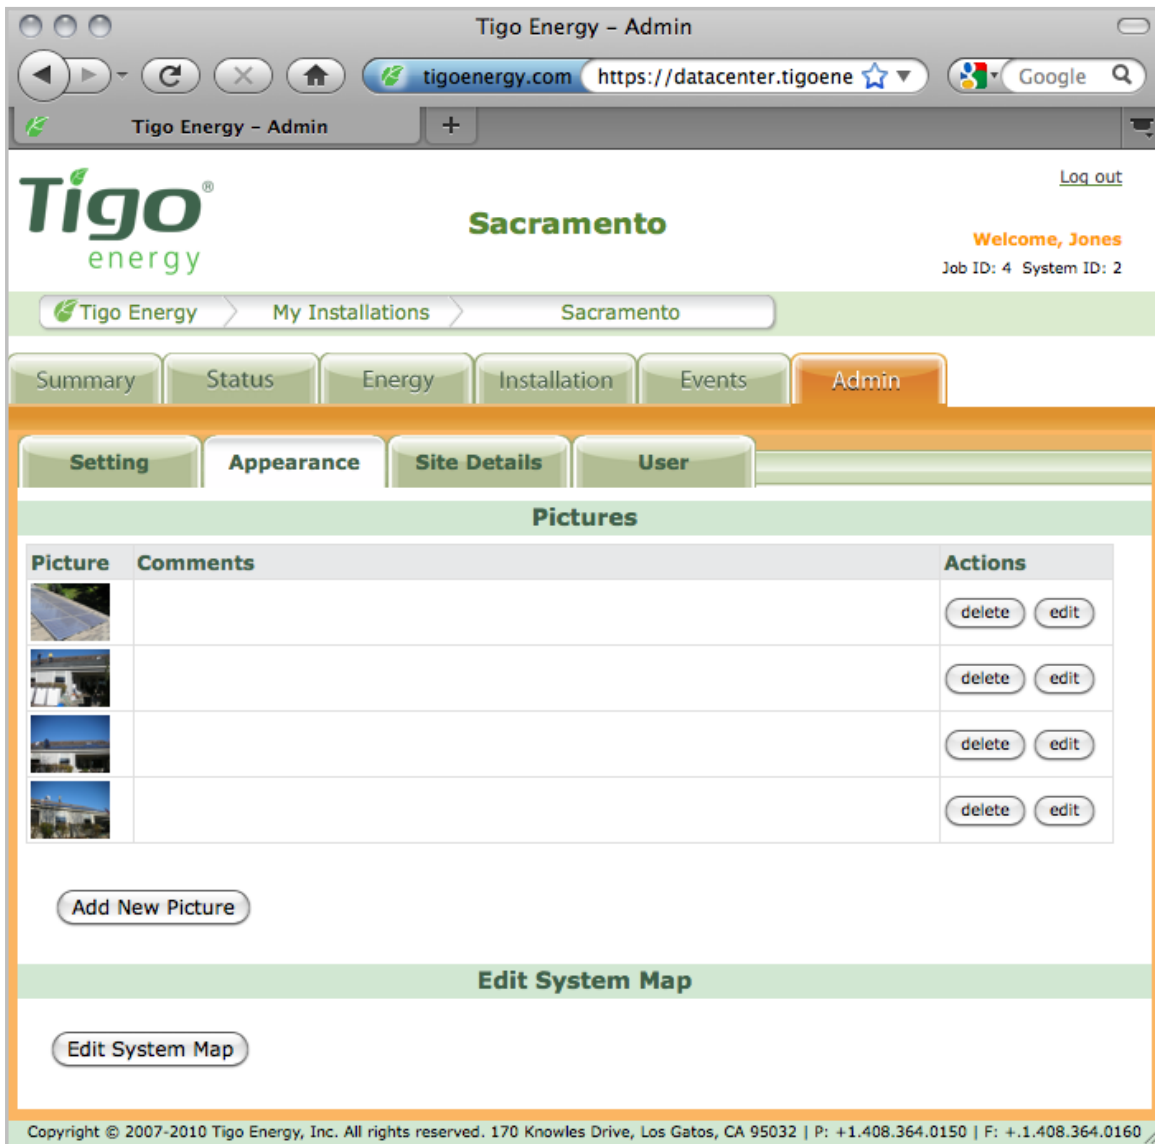 Tigo Energy – Admin
tigoenergy.com https://datacenter.tigoene Google
Tigo Energy – Admin +
Log out
Tigo®
energy
Sacramento
Welcome, Jones
Job ID: 4 System ID: 2
Tigo Energy My Installations Sacramento
Summary Status Energy Installation Events Admin
Setting Appearance Site Details User
Pictures
Picture Comments Actions
delete edit
delete edit
delete edit
delete edit
Add New Picture
Edit System Map
Edit System Map
Copyright © 2007-2010 Tigo Energy, Inc. All rights reserved. 170 Knowles Drive, Los Gatos, CA 95032 | P: +1.408.364.0150 | F: +.1.408.364.0160